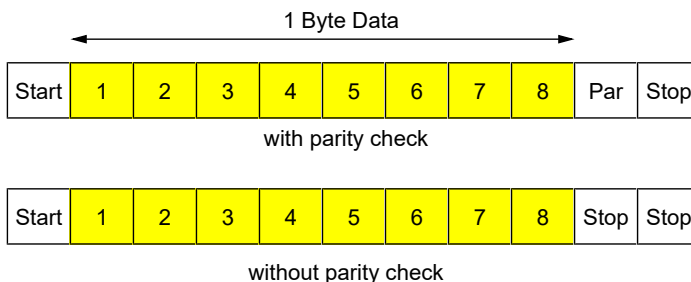 1 Byte Data
Start 1 2 3 4 5 6 7 8 Par Stop
with parity check
Start 1 2 3 4 5 6 7 8 Stop Stop
without parity check